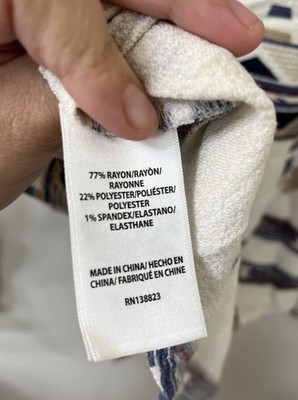 77% RAYON/RAYÒN/
RAYONNE
22% POLYESTER/POLIÉSTER/
POLYESTER
1% SPANDEX/ELASTANO/
ELASTHANE
MADE IN CHINA/ HECHO EN
CHINA/ FABRIQUÉ EN CHINE
RN138823